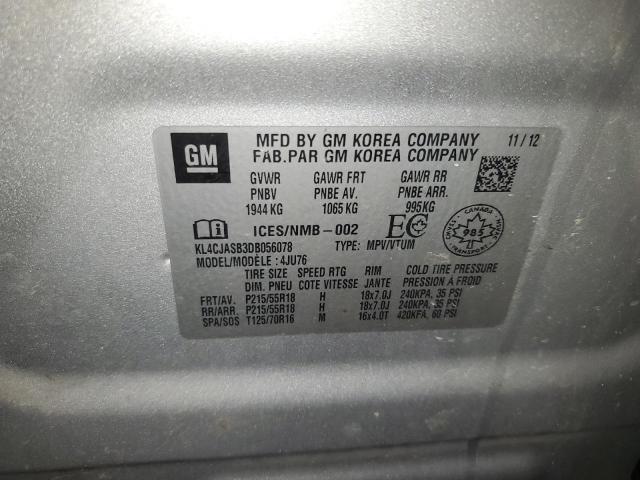 GM
MFD BY GM KOREA COMPANY 11/12
FAB.PAR GM KOREA COMPANY
GVWR GAWR FRT GAWR RR
PNBV PNBE AV. PNBE ARR.
1944 KG 1065 KG 995KG
ICES/NMB-002 EC
985
KL4CJASB3DB056078 TYPE: MPV/VTUM
MODEL/MODÈLE : 4JU76
TIRE SIZE SPEED RTG RIM COLD TIRE PRESSURE
DIM. PNEU COTE VITESSE JANTE PRESSION À FROID
FRT/AV. P215/55R18 H 18x7.0J 240KPA, 35 PSI
RR/ARR. P215/55R18 H 18x7.0J 240KPA, 35 PSI
SPA/SOS T125/70R16 M 16x4.0T 420KPA, 60 PSI